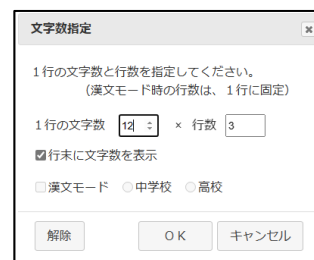 文字数指定
1行の文字数と行数を指定してください。
（漢文モード時の行数は、1行に固定）
1行の文字数 12 × 行数 3
行末に文字数を表示
漢文モード 中学校 高校
解除 OK キャンセル